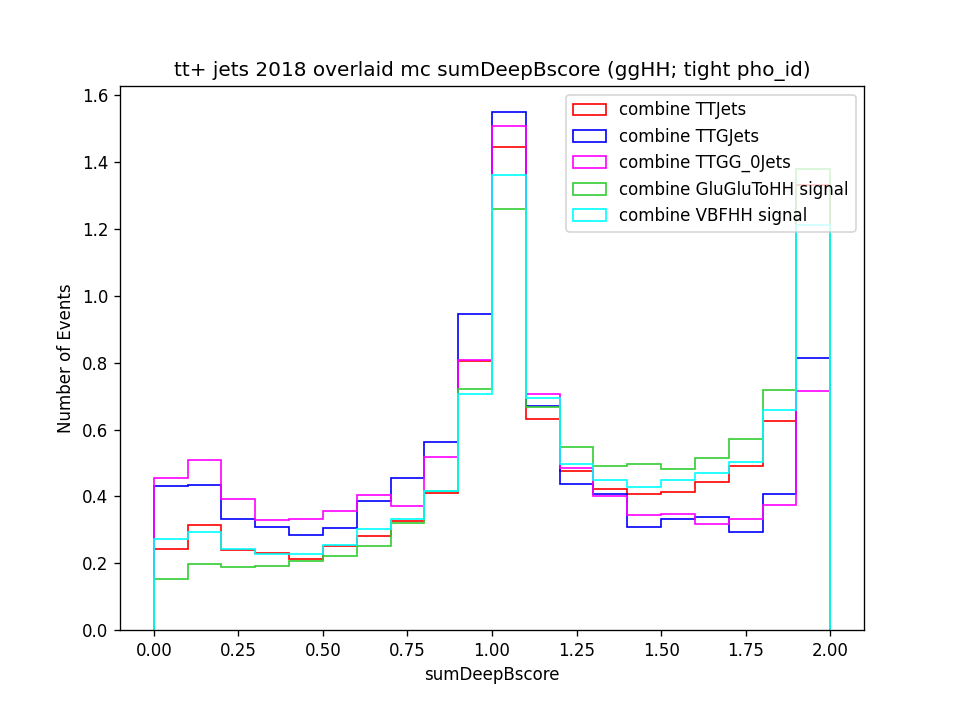 tt+ jets 2018 overlaid mc sumDeepBscore (ggHH; tight pho_id)
combine TTJets
combine TTGJets
combine TTGG_0Jets
combine GluGluToHH signal
combine VBFHH signal
Number of Events
1.6
1.4
1.2
1.0
0.8
0.6
0.4
0.2
0.0
0.00 0.25 0.50 0.75 1.00 1.25 1.50 1.75 2.00
sumDeepBscore